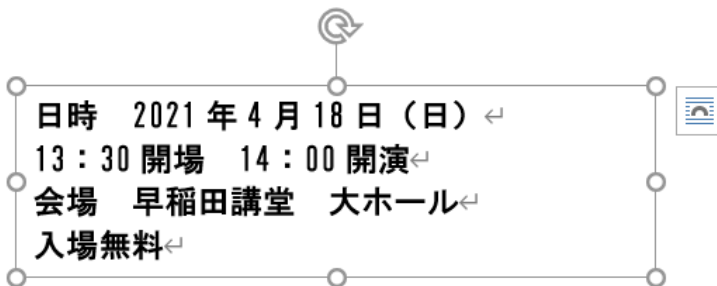 日時　2021年4月18日（日）
13：30開場　14：00開演
会場　早稲田講堂　大ホール
入場無料